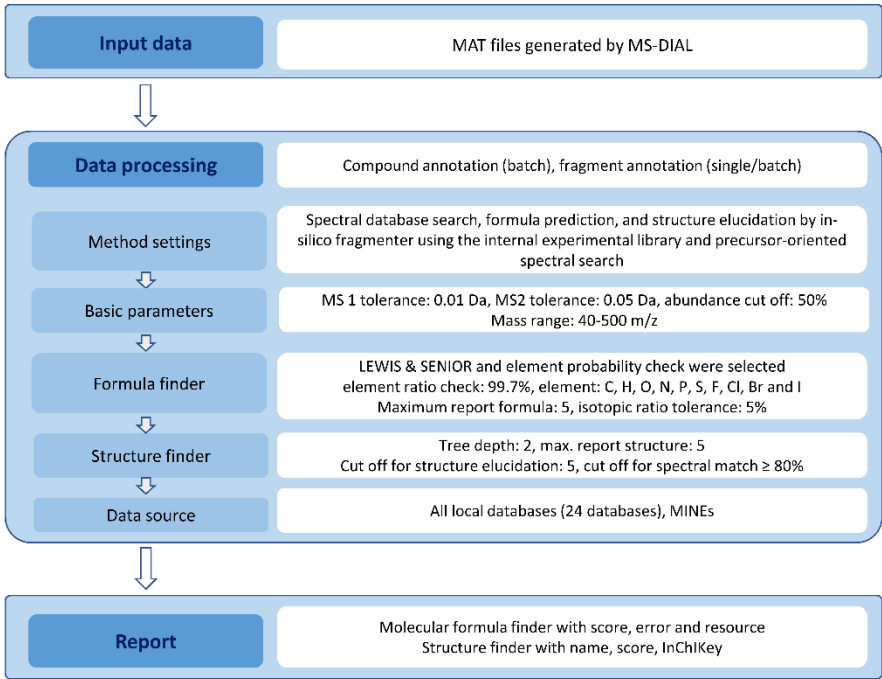 Input data
MAT files generated by MS-DIAL
Data processing
Compound annotation (batch), fragment annotation (single/batch)
Method settings
Spectral database search, formula prediction, and structure elucidation by in-
silico fragmenter using the internal experimental library and precursor-oriented
spectral search
Basic parameters
MS 1 tolerance: 0.01 Da, MS2 tolerance: 0.05 Da, abundance cut off: 50%
Mass range: 40-500 m/z
Formula finder
LEWIS & SENIOR and element probability check were selected
element ratio check: 99.7%, element: C, H, O, N, P, S, F, Cl, Br and I
Maximum report formula: 5, isotopic ratio tolerance: 5%
Structure finder
Tree depth: 2, max. report structure: 5
Cut off for structure elucidation: 5, cut off for spectral match ≥ 80%
Data source
All local databases (24 databases), MINEs
Report
Molecular formula finder with score, error and resource
Structure finder with name, score, InChIKey